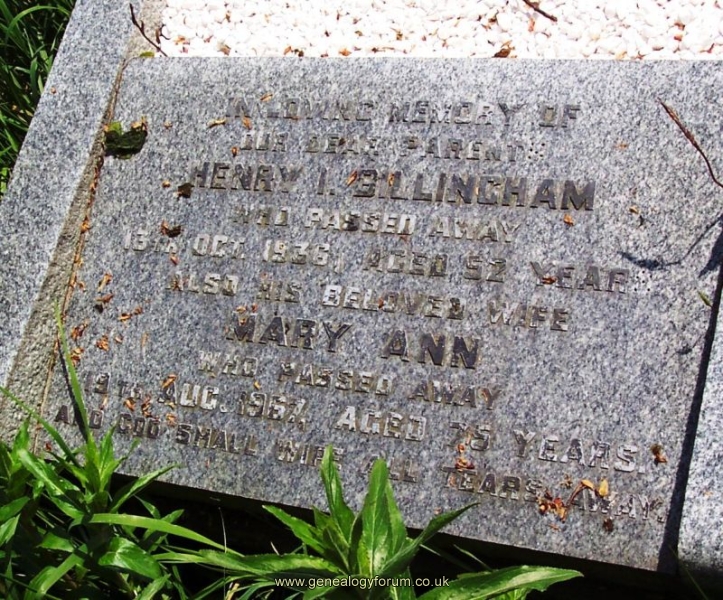 IN LOVING MEMORY OF
OUR DEAR PARENTS
HENRY I. BILLINGHAM
WHO PASSED AWAY
13TH OCT. 1936, AGED 52 YEARS
ALSO HIS BELOVED WIFE
MARY ANN
WHO PASSED AWAY
19TH AUG. 1967, AGED 75 YEARS.
AND GOD SHALL WIPE ALL TEARS AWAY
www.genealogyforum.co.uk